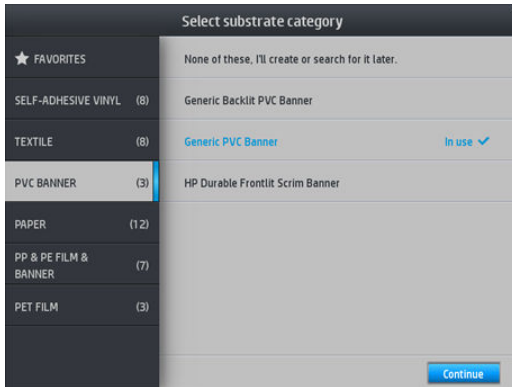 Select substrate category
FAVORITES
SELF-ADHESIVE VINYL (8)
TEXTILE (8)
PVC BANNER (3)
PAPER (12)
PP & PE FILM &
BANNER (7)
PET FILM (3)
None of these, I'll create or search for it later.
Generic Backlit PVC Banner
Generic PVC Banner In use
HP Durable Frontlit Scrim Banner
Continue